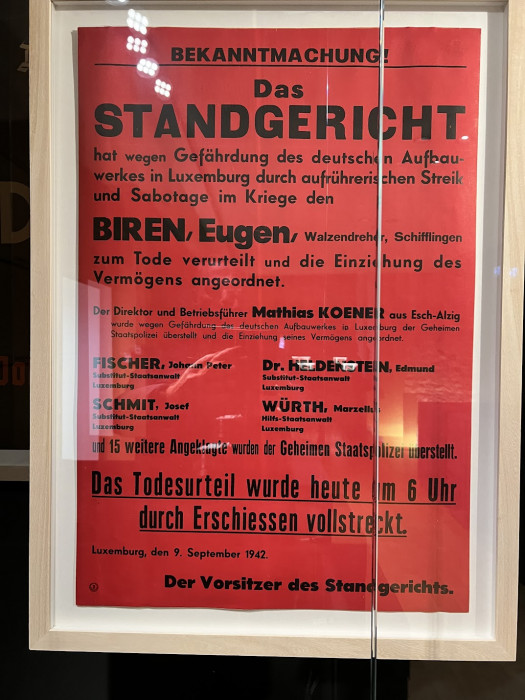 BEKANNTMACHUNG!
Das
STANDGERICHT
hat wegen Gefährdung des deutschen Aufbau-
werkes in Luxemburg durch aufrührerischen Streik
und Sabotage im Kriege den
BIREN, Eugen, Walzendreher, Schifflingen
zum Tode verurteilt und die Einziehung des
Vermögens angeordnet.
Der Direktor und Betriebsführer Mathias KOENER aus Esch-Alzig
wurde wegen Gefährdung des deutschen Aufbauwerkes in Luxemburg der Geheimen
Staatspolizei überstellt und die Einziehung seines Vermögens angeordnet.
FISCHER, Johann Peter
Substitut-Staatsanwalt
Luxemburg
Dr. , Edmund
Substitut-Staatsanwalt
Luxemburg
SCHMIT, Josef
Substitut-Staatsanwalt
Luxemburg
WÜRTH, Marzellus
Hilfs-Staatsanwalt
Luxemburg
und 15 weitere Angeklagte wurden der Geheimen Staatspolizei überstellt.
Das Todesurteil wurde heute um 6 Uhr
durch Erschiessen vollstreckt.
Luxemburg, den 9. September 1942.
Der Vorsitzer des Standgerichts.